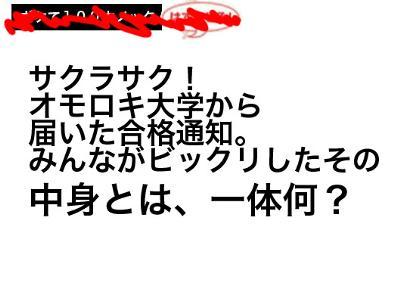 サクラサク！
オモロキ大学から
届いた合格通知。
みんながビックリしたその
中身とは、一体何？